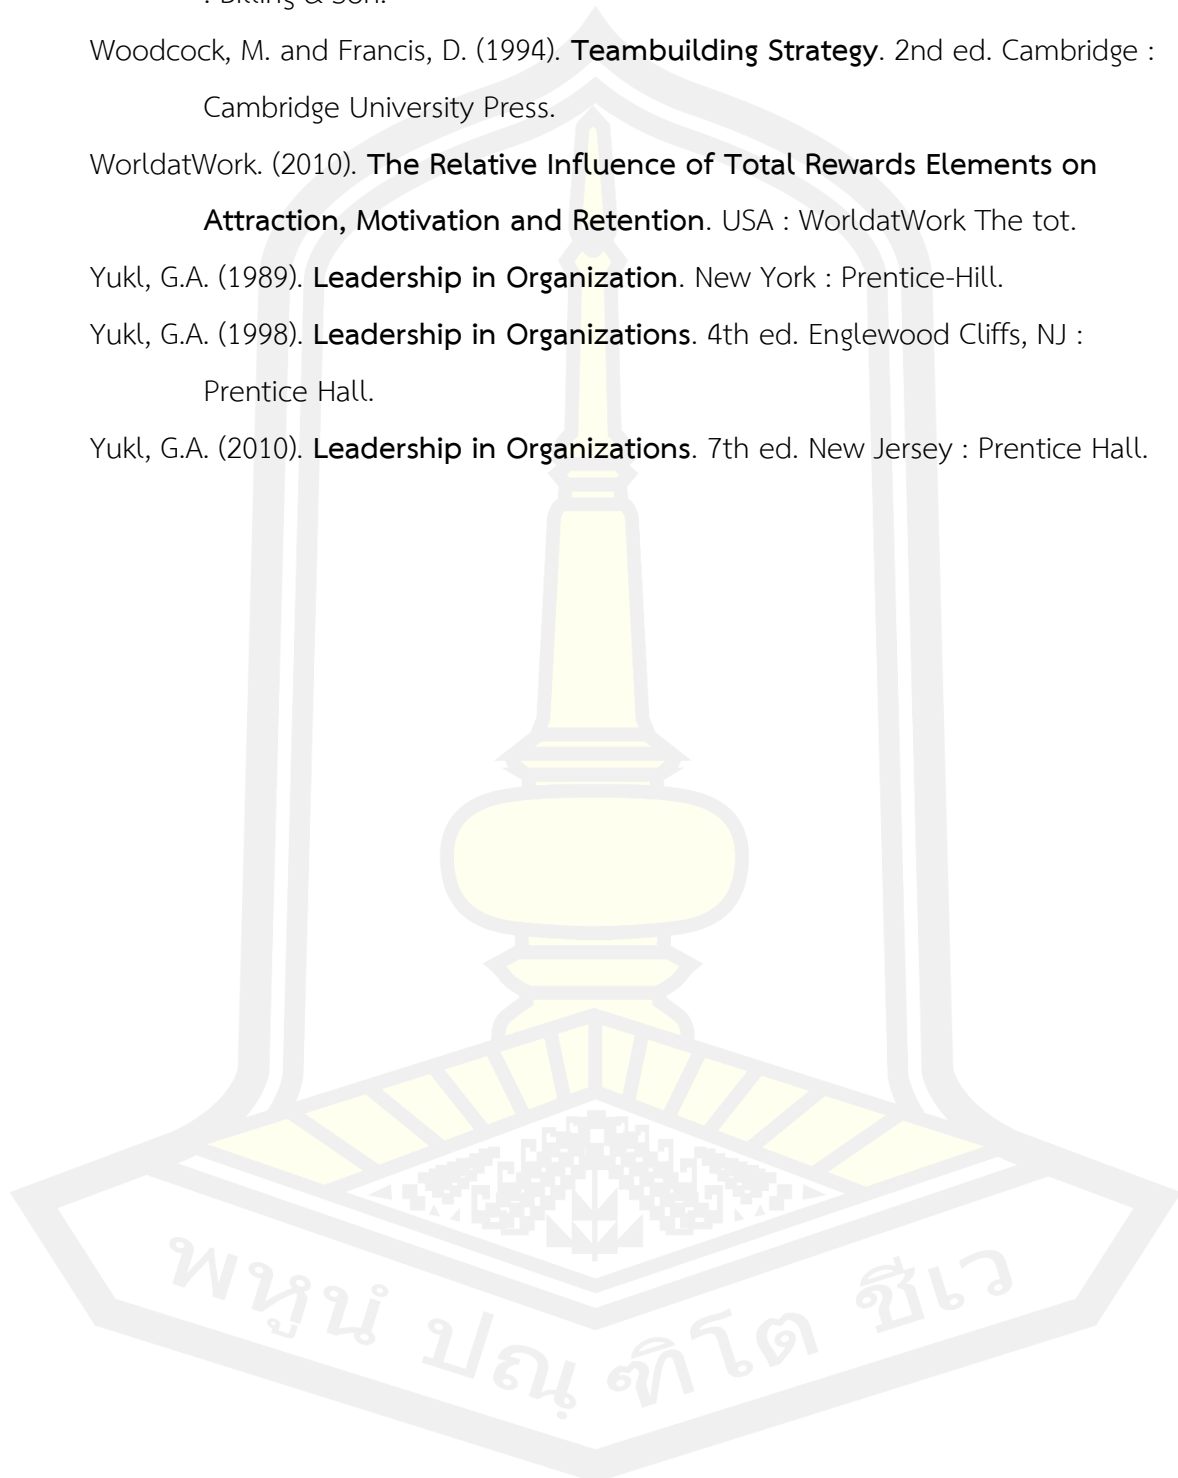 : Billing & Son.
Woodcock, M. and Francis, D. (1994). Teambuilding Strategy. 2nd ed. Cambridge :
Cambridge University Press.
WorldatWork. (2010). The Relative Influence of Total Rewards Elements on
Attraction, Motivation and Retention. USA : WorldatWork The tot.
Yukl, G.A. (1989). Leadership in Organization. New York : Prentice-Hill.
Yukl, G.A. (1998). Leadership in Organizations. 4th ed. Englewood Cliffs, NJ :
Prentice Hall.
Yukl, G.A. (2010). Leadership in Organizations. 7th ed. New Jersey : Prentice Hall.
พหูนํ ปณฺ ฑิโต ชีเว